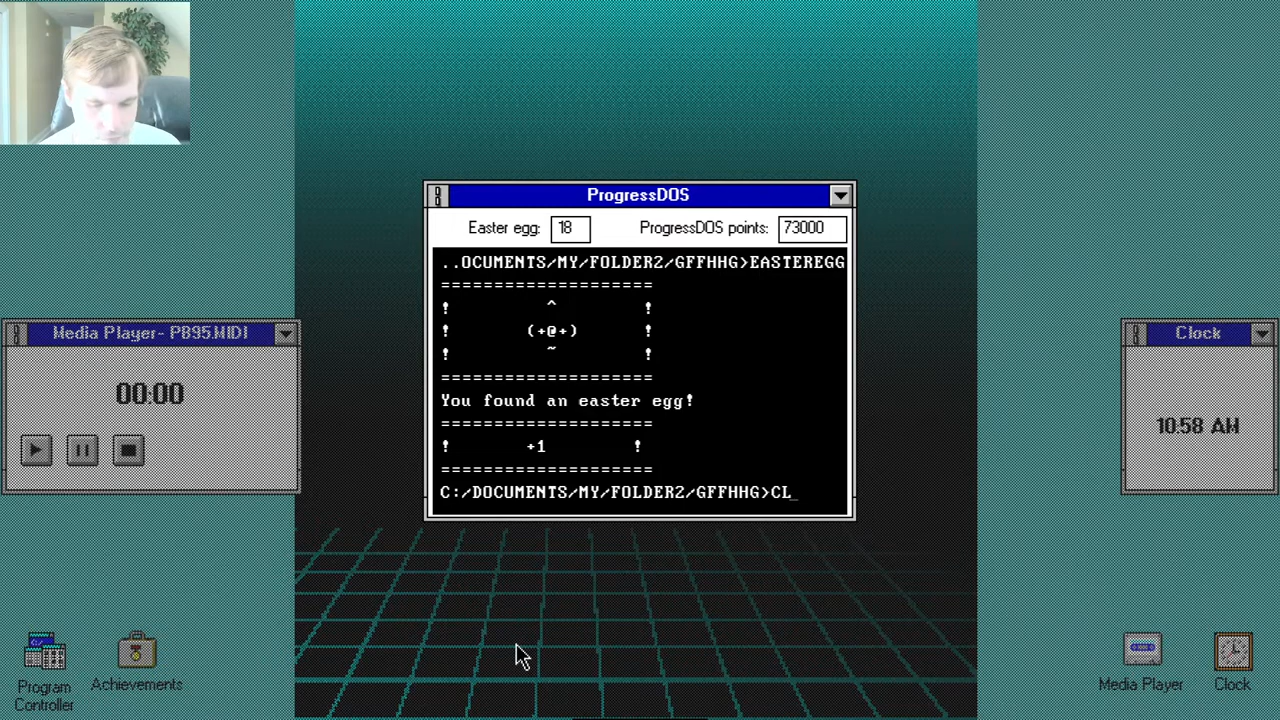 ProgressDOS
Easter egg: 18 ProgressDOS points: 73000
..OCUMENTS/MY/FOLDER2/GFFHHG>EASTEREGG
====================
! ^ !
! (+@+) !
! ~ !
====================
You found an easter egg!
====================
! +1 !
====================
C:/DOCUMENTS/MY/FOLDER2/GFFHHG>CL_
Media Player- PB95.MIDI
00:00
Clock
10:58 AM
Program
Controller
Achievements
Media Player
Clock